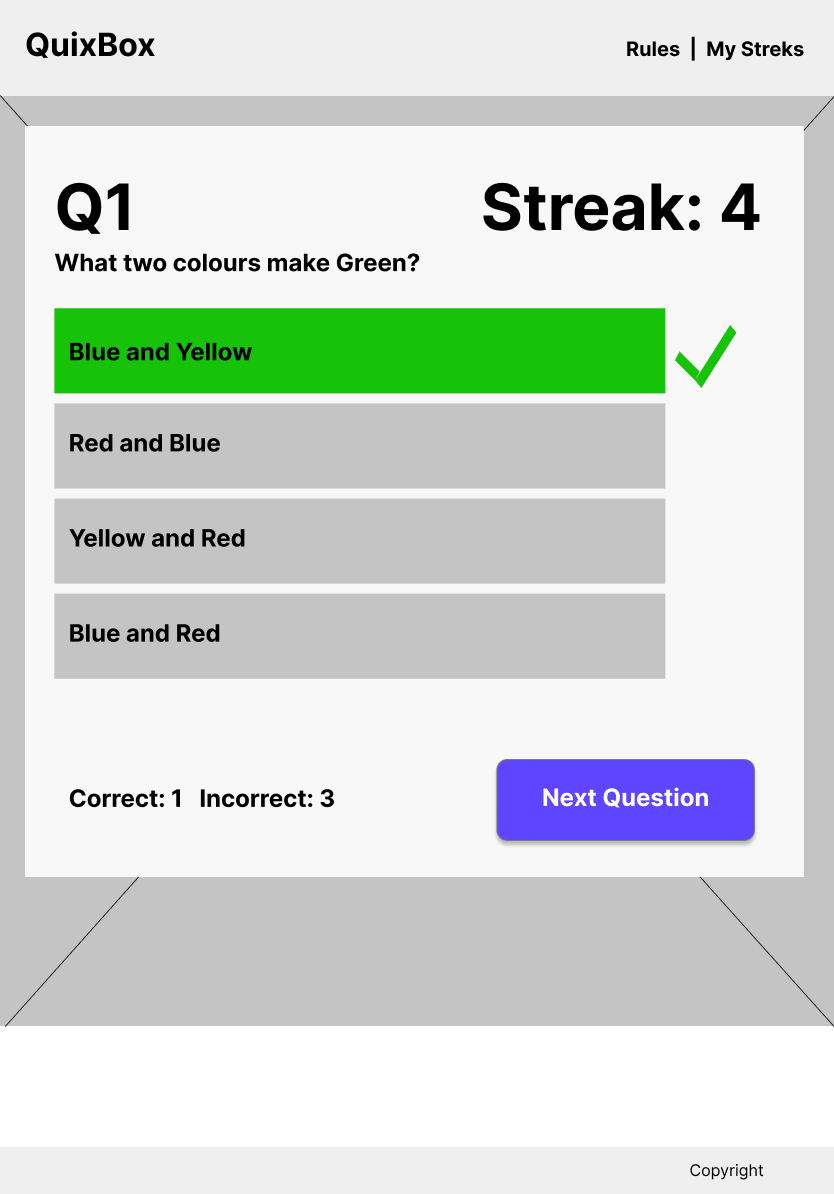 QuixBox
Rules | My Streks
Q1
Streak: 4
What two colours make Green?
Blue and Yellow
Red and Blue
Yellow and Red
Blue and Red
Correct: 1 Incorrect: 3
Next Question
Copyright